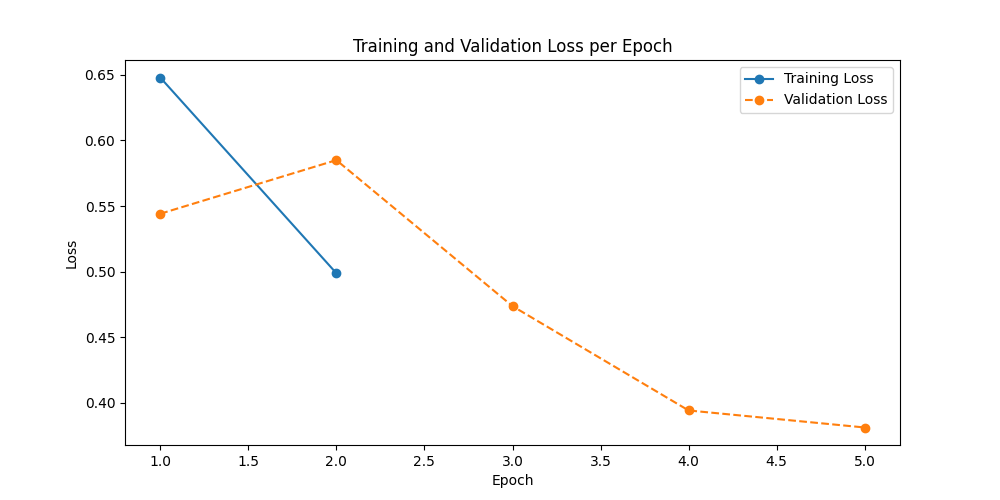 Training and Validation Loss per Epoch
Training Loss
Validation Loss
0.65
0.60
0.55
0.50
0.45
0.40
Loss
1.0 1.5 2.0 2.5 3.0 3.5 4.0 4.5 5.0
Epoch